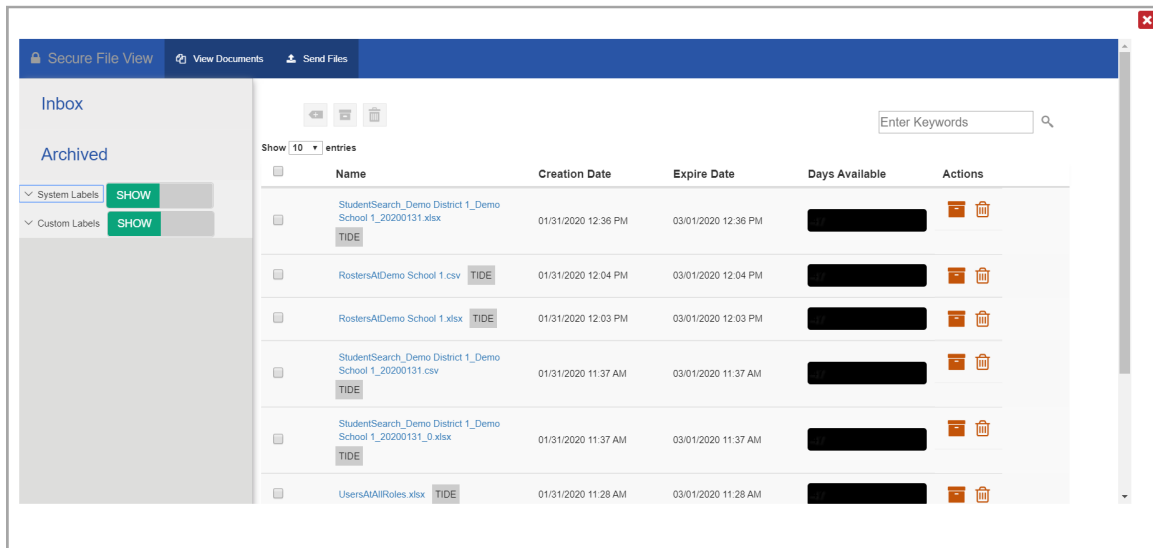 Secure File View View Documents Send Files
Inbox
Archived
System Labels SHOW
Custom Labels SHOW
Enter Keywords
Show 10 entries
Name Creation Date Expire Date Days Available Actions
StudentSearch_Demo District 1_Demo
School 1_20200131.xlsx 01/31/2020 12:36 PM 03/01/2020 12:36 PM
TIDE
RostersAtDemo School 1.csv TIDE 01/31/2020 12:04 PM 03/01/2020 12:04 PM
RostersAtDemo School 1.xlsx TIDE 01/31/2020 12:03 PM 03/01/2020 12:03 PM
StudentSearch_Demo District 1_Demo
School 1_20200131.csv 01/31/2020 11:37 AM 03/01/2020 11:37 AM
TIDE
StudentSearch_Demo District 1_Demo
School 1_20200131_0.xlsx 01/31/2020 11:37 AM 03/01/2020 11:37 AM
TIDE
UsersAtAllRoles.xlsx TIDE 01/31/2020 11:28 AM 03/01/2020 11:28 AM